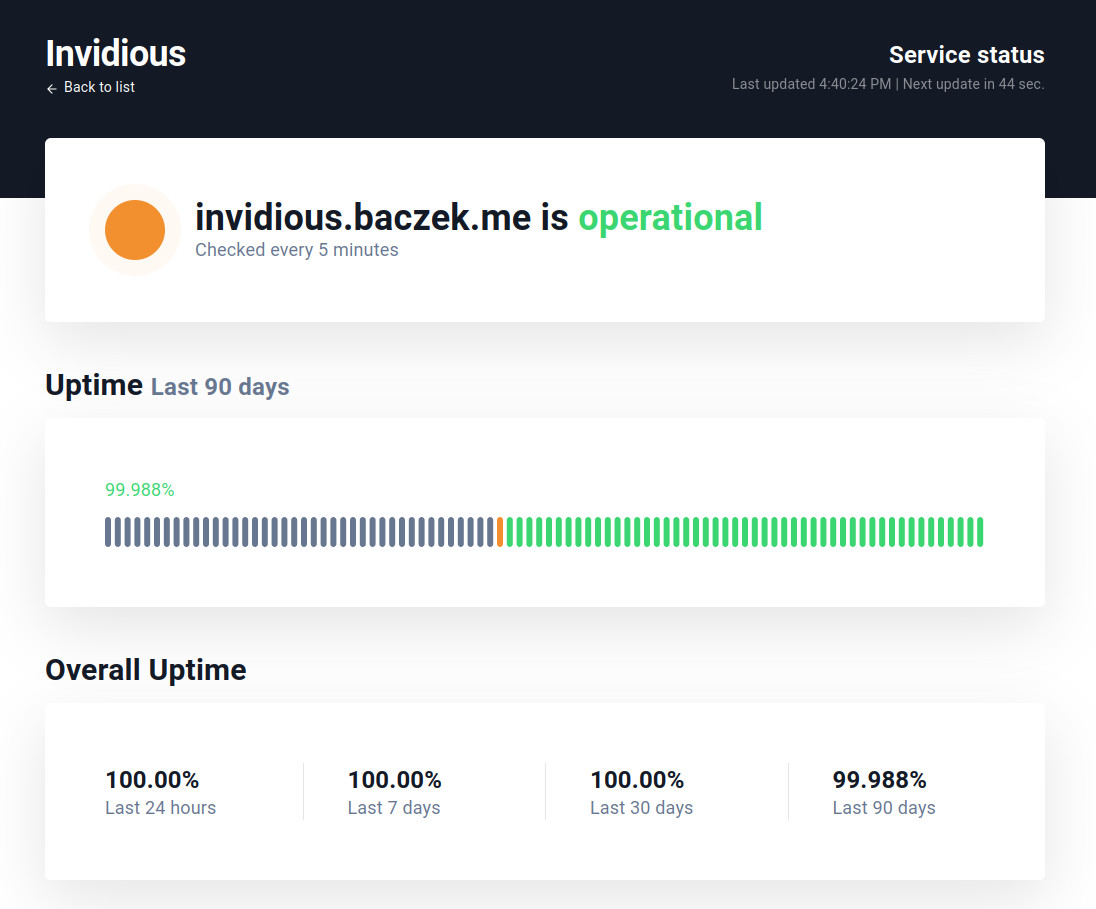 Invidious
← Back to list
Service status
Last updated 4:40:24 PM | Next update in 44 sec.
invidious.baczek.me is operational
Checked every 5 minutes
Uptime Last 90 days
99.988%
Overall Uptime
100.00%
Last 24 hours
100.00%
Last 7 days
100.00%
Last 30 days
99.988%
Last 90 days